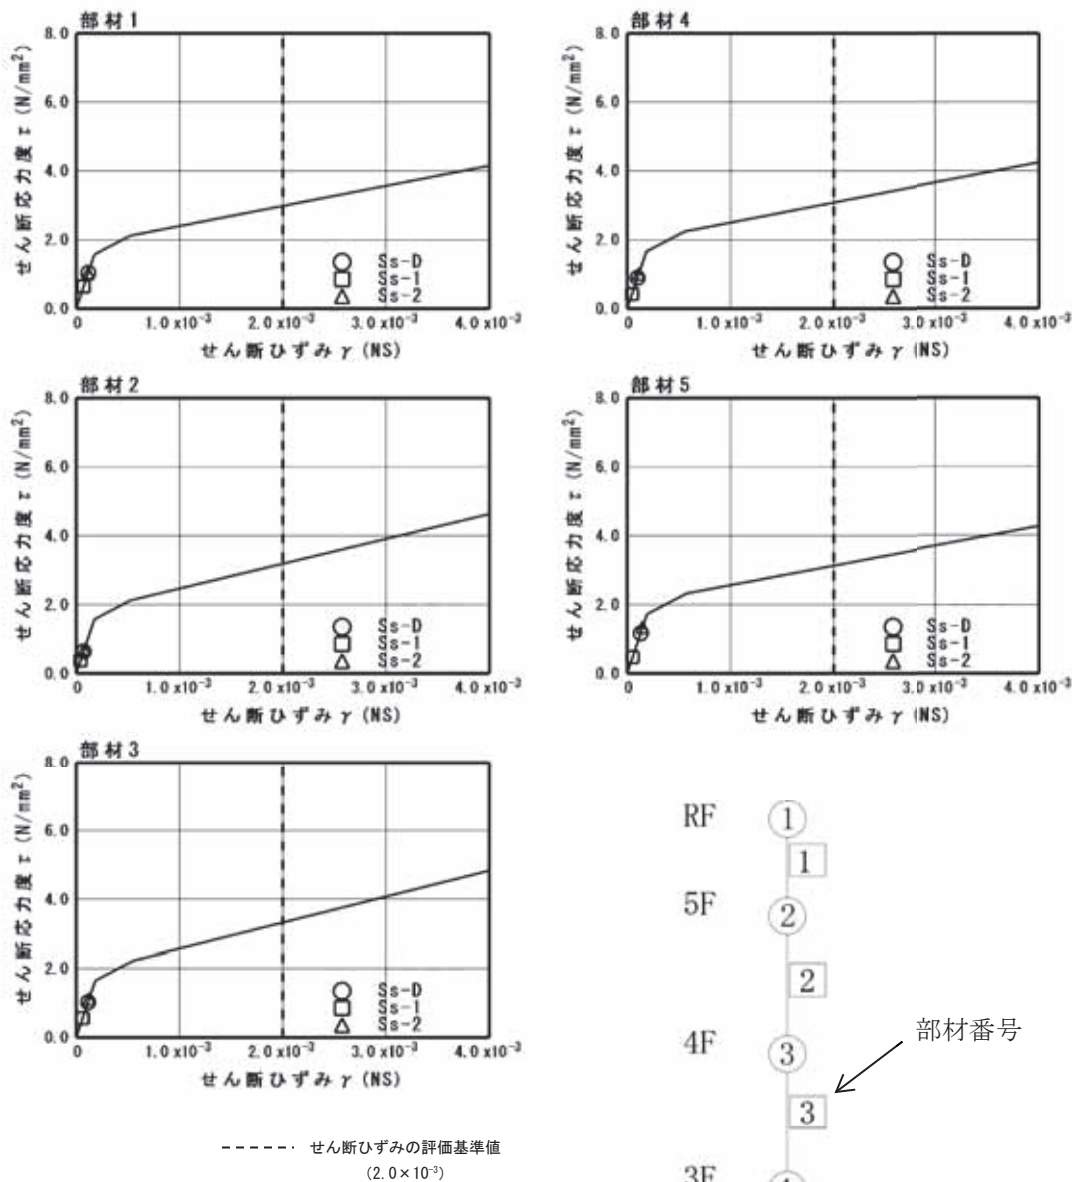 部材1
せん断応力度 τ (N/mm²)
8.0
6.0
4.0
2.0
0.0
Ss-D
Ss-1
Ss-2
0 1.0x10⁻³ 2.0x10⁻³ 3.0x10⁻³ 4.0x10⁻³
せん断ひずみ γ (NS)
部材4
せん断応力度 τ (N/mm²)
8.0
6.0
4.0
2.0
0.0
Ss-D
Ss-1
Ss-2
0 1.0x10⁻³ 2.0x10⁻³ 3.0x10⁻³ 4.0x10⁻³
せん断ひずみ γ (NS)
部材2
せん断応力度 τ (N/mm²)
8.0
6.0
4.0
2.0
0.0
Ss-D
Ss-1
Ss-2
0 1.0x10⁻³ 2.0x10⁻³ 3.0x10⁻³ 4.0x10⁻³
せん断ひずみ γ (NS)
部材5
せん断応力度 τ (N/mm²)
8.0
6.0
4.0
2.0
0.0
Ss-D
Ss-1
Ss-2
0 1.0x10⁻³ 2.0x10⁻³ 3.0x10⁻³ 4.0x10⁻³
せん断ひずみ γ (NS)
部材3
せん断応力度 τ (N/mm²)
8.0
6.0
4.0
2.0
0.0
Ss-D
Ss-1
Ss-2
0 1.0x10⁻³ 2.0x10⁻³ 3.0x10⁻³ 4.0x10⁻³
せん断ひずみ γ (NS)
RF 1
1
5F 2
2
4F 3
部材番号
3
3F
せん断ひずみの評価基準値
(2.0×10⁻³)